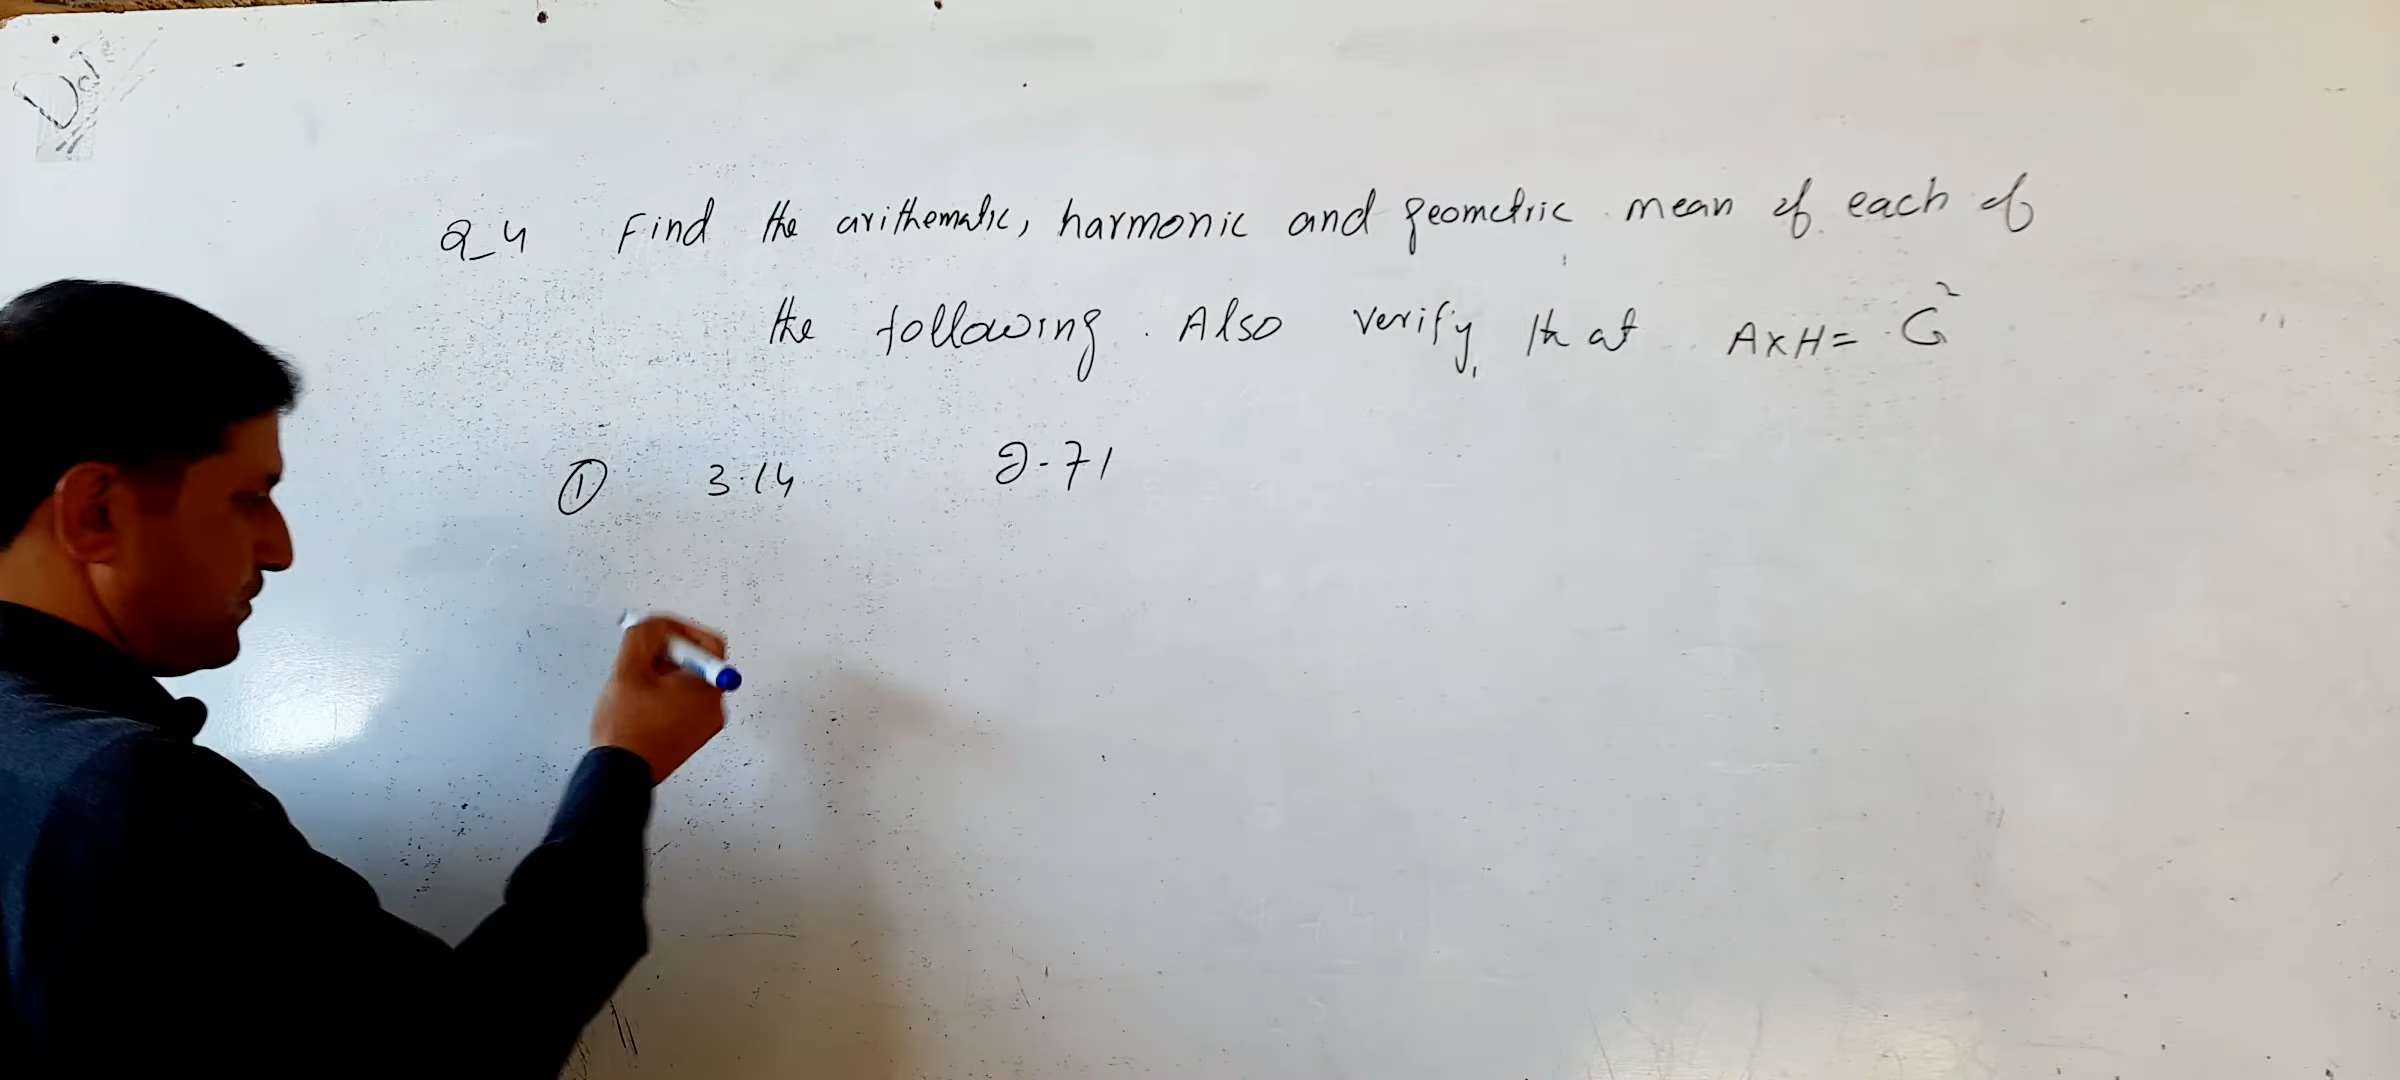 Q_4 Find the arithematic, harmonic and geometric mean of each of
the following. Also verify that A×H= G²
① 3.14 2.71